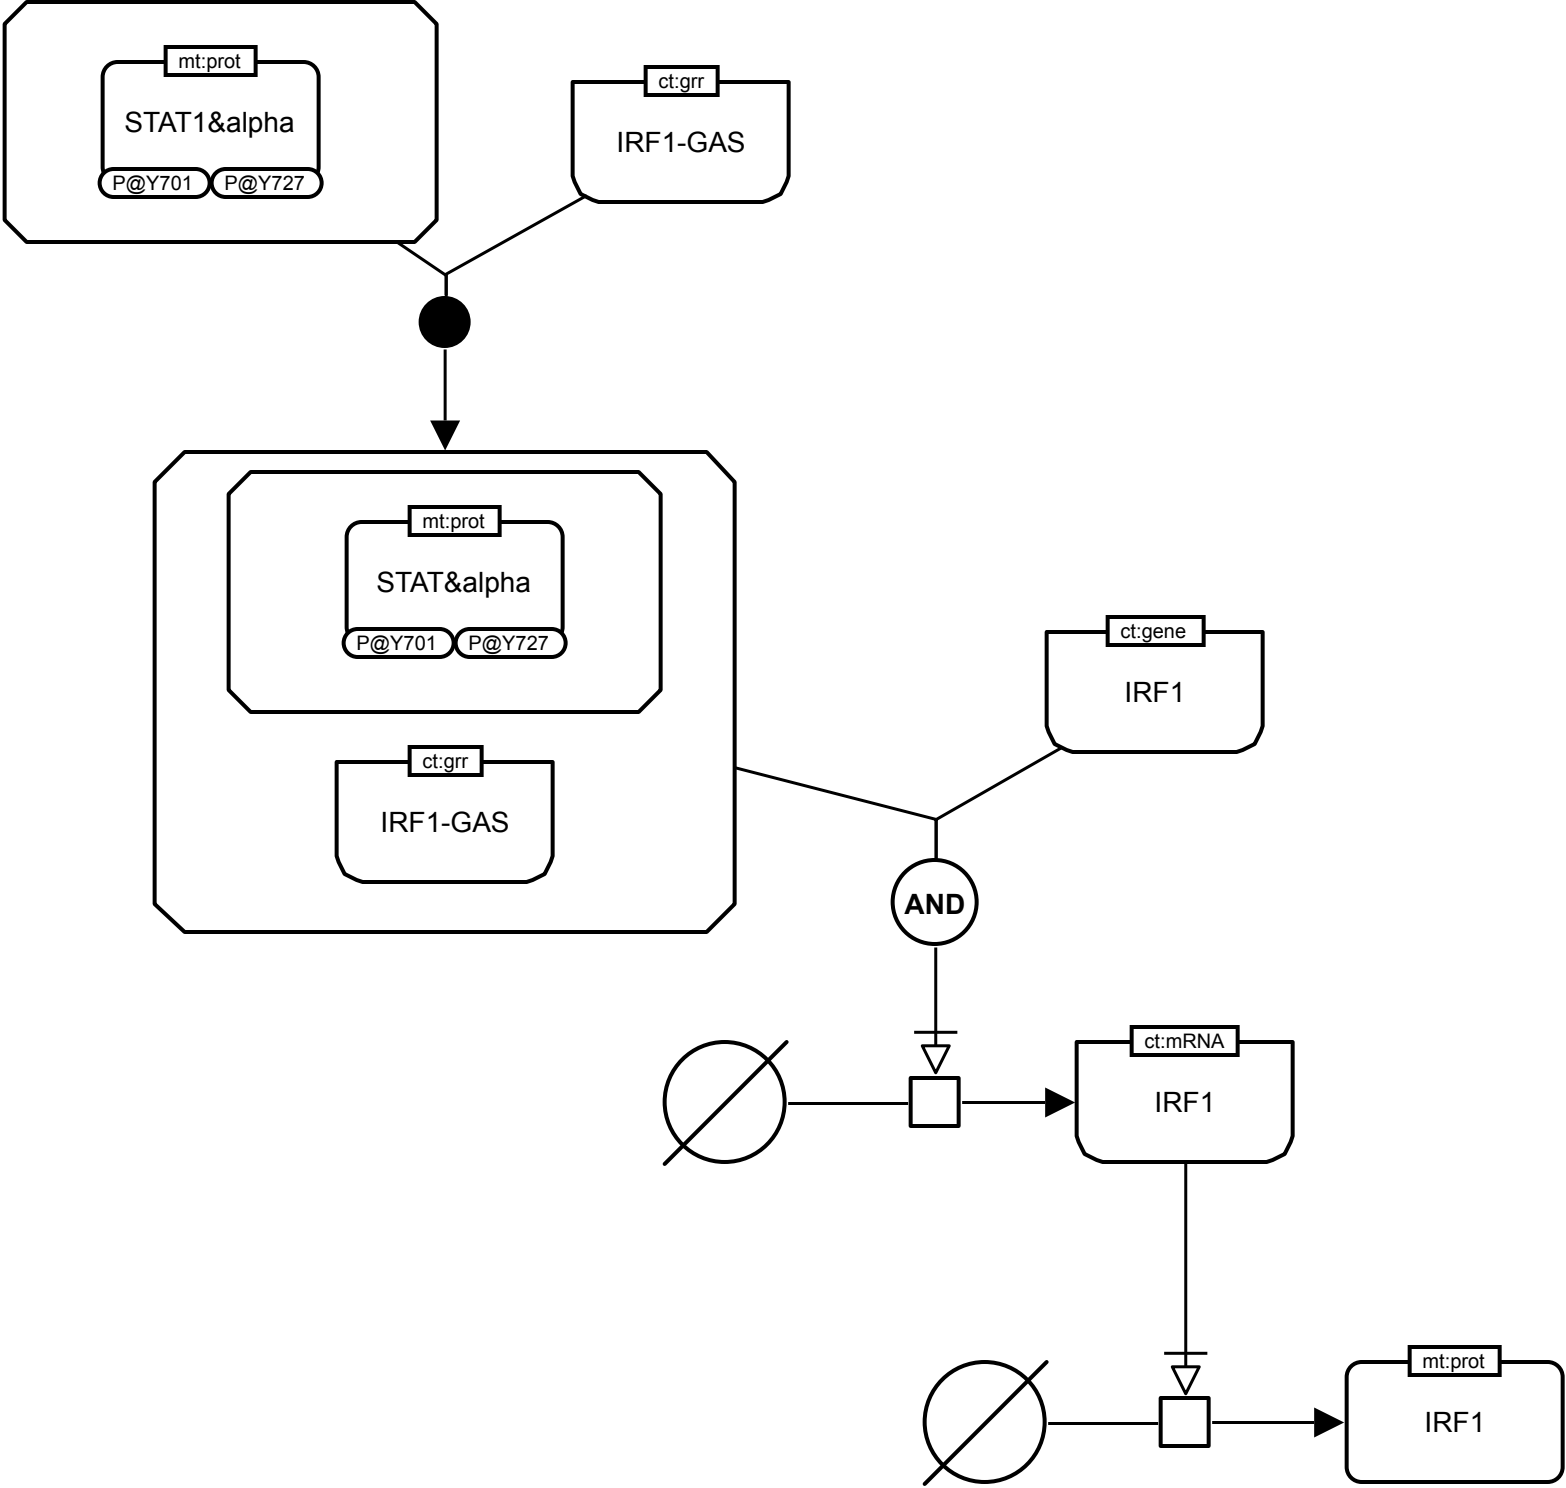 mt:prot
STAT1&alpha
P@Y701 P@Y727
ct:grr
IRF1-GAS
mt:prot
STAT&alpha
P@Y701 P@Y727
ct:grr
IRF1-GAS
ct:gene
IRF1
AND
ct:mRNA
IRF1
mt:prot
IRF1